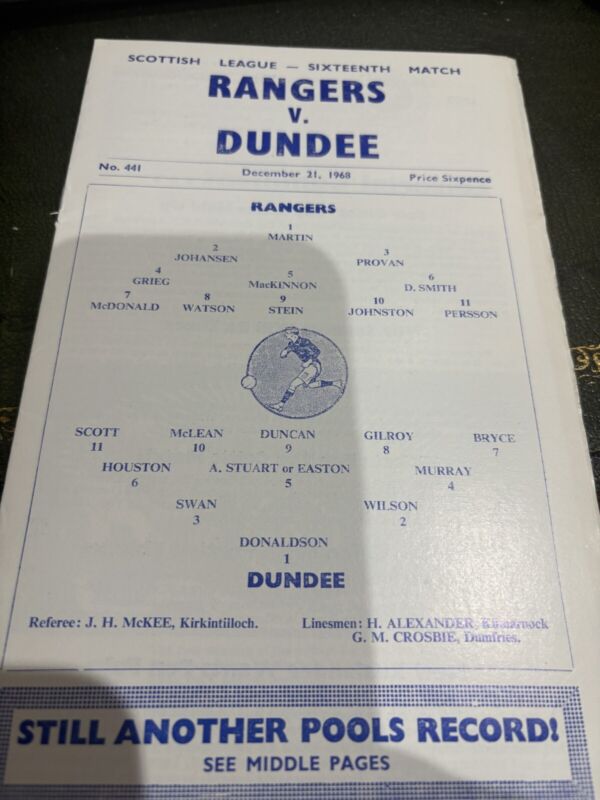 SCOTTISH LEAGUE — SIXTEENTH MATCH
RANGERS
V.
DUNDEE
No. 441 December 21, 1968 Price Sixpence
RANGERS
1
MARTIN
2 3
JOHANSEN PROVAN
4 5 6
GRIEG MacKINNON D. SMITH
7 8 9 10 11
McDONALD WATSON STEIN JOHNSTON PERSSON
SCOTT McLEAN DUNCAN GILROY BRYCE
11 10 9 8 7
HOUSTON A. STUART or EASTON MURRAY
6 5 4
SWAN WILSON
3 2
DONALDSON
1
DUNDEE
Referee: J. H. McKEE, Kirkintiiloch. Linesmen: H. ALEXANDER, Kilmarnock
G. M. CROSBIE, Dumfries.
STILL ANOTHER POOLS RECORD!
SEE MIDDLE PAGES